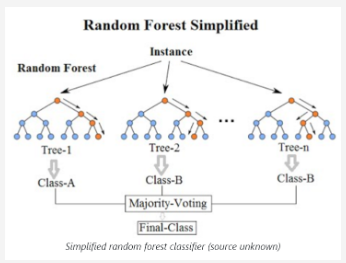 Random Forest Simplified
Instance
Random Forest
...
Tree-1 Tree-2 Tree-n
Class-A Class-B Class-B
Majority-Voting
Final-Class
Simplified random forest classifier (source unknown)